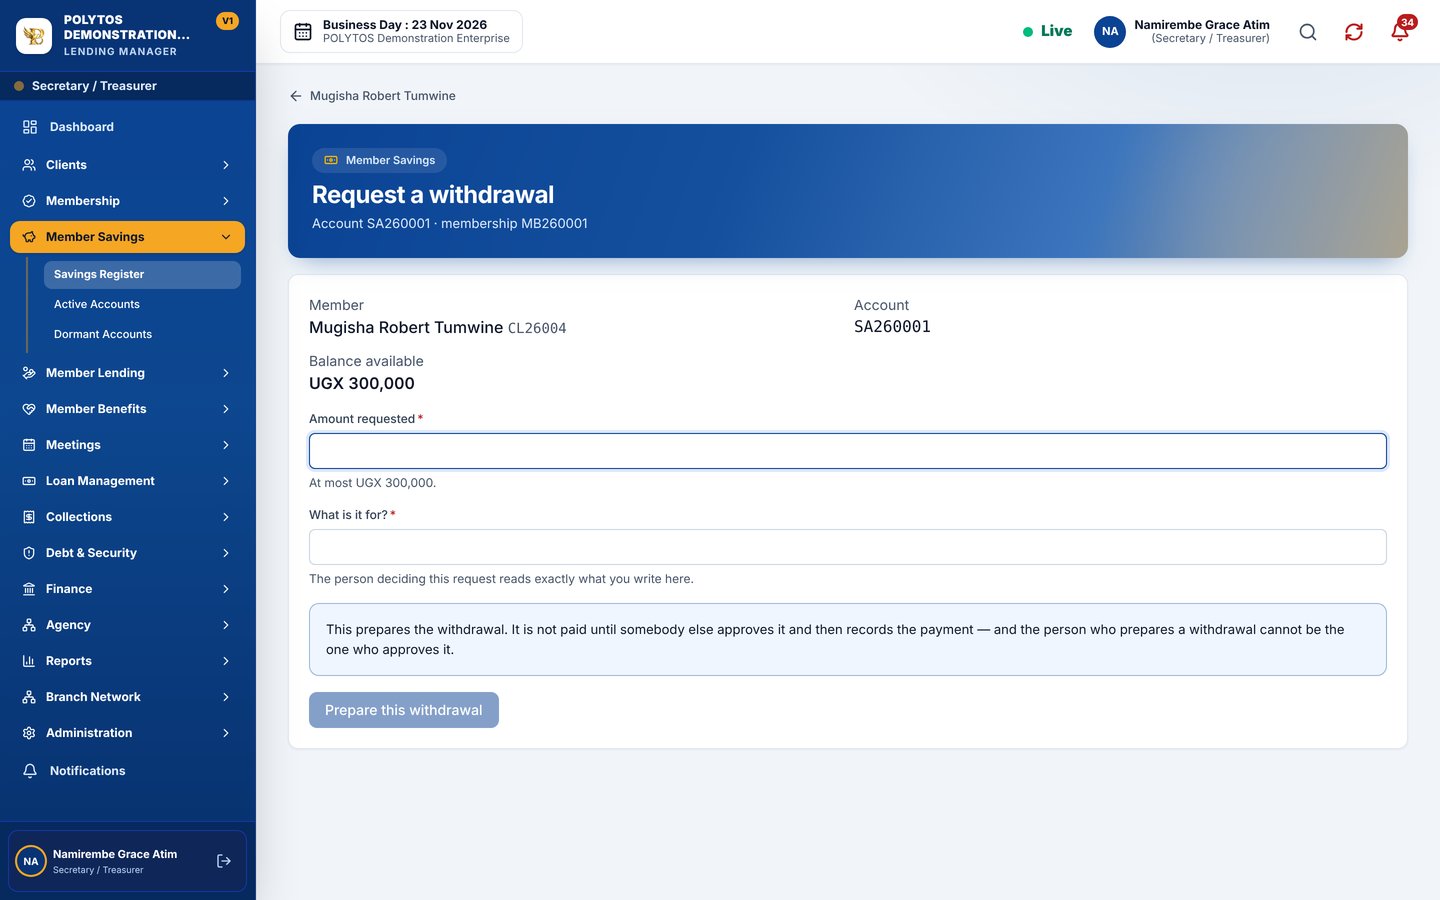 POLYTOS
DEMONSTRATION...
LENDING MANAGER
V1
Secretary / Treasurer
Dashboard
Clients
Membership
Member Savings
Savings Register
Active Accounts
Dormant Accounts
Member Lending
Member Benefits
Meetings
Loan Management
Collections
Debt & Security
Finance
Agency
Reports
Branch Network
Administration
Notifications
NA
Namirembe Grace Atim
Secretary / Treasurer
Business Day : 23 Nov 2026
POLYTOS Demonstration Enterprise
Live
NA
Namirembe Grace Atim
(Secretary / Treasurer)
34
Mugisha Robert Tumwine
Member Savings
Request a withdrawal
Account SA260001 · membership MB260001
Member
Mugisha Robert Tumwine CL26004
Account
SA260001
Balance available
UGX 300,000
Amount requested *
At most UGX 300,000.
What is it for? *
The person deciding this request reads exactly what you write here.
This prepares the withdrawal. It is not paid until somebody else approves it and then records the payment — and the person who prepares a withdrawal cannot be the
one who approves it.
Prepare this withdrawal